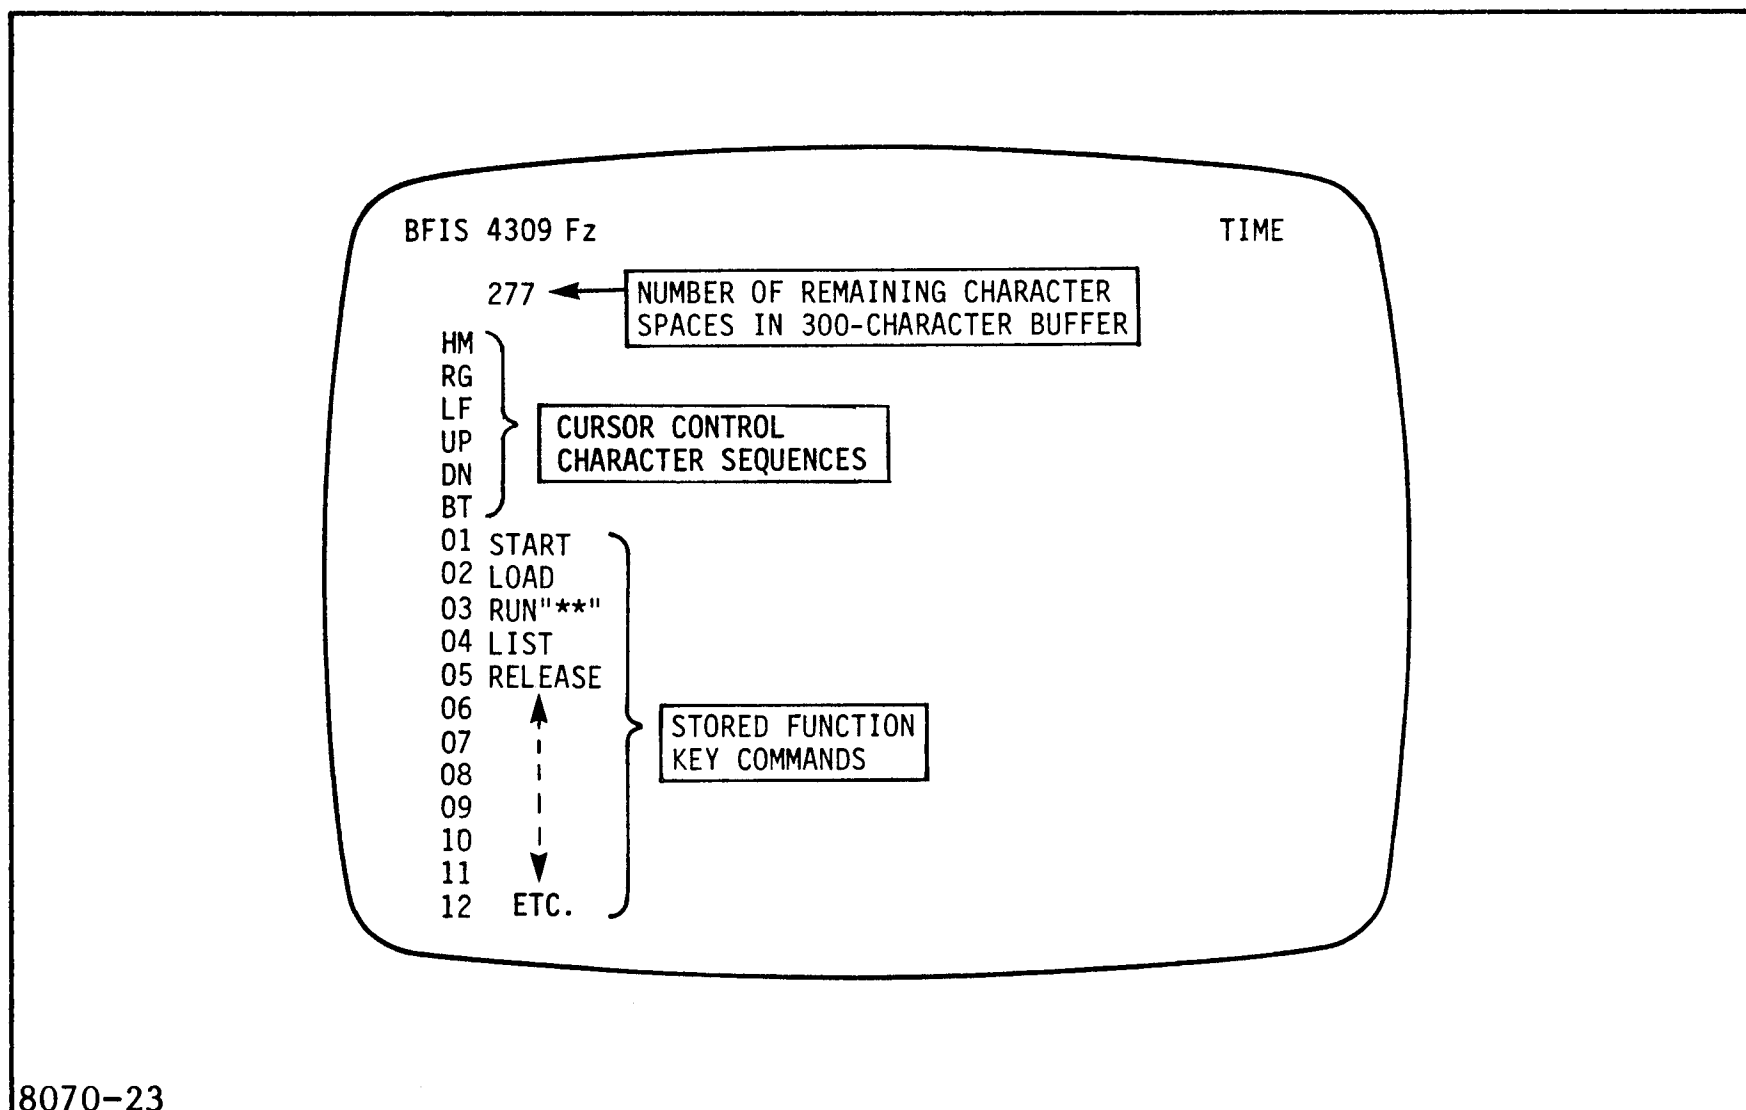 BFIS 4309 Fz TIME
277 NUMBER OF REMAINING CHARACTER
SPACES IN 300-CHARACTER BUFFER
HM
RG
LF
UP
DN
BT
CURSOR CONTROL
CHARACTER SEQUENCES
01 START
02 LOAD
03 RUN"**"
04 LIST
05 RELEASE
06
07
08
09
10
11
12 ETC.
STORED FUNCTION
KEY COMMANDS
8070-23